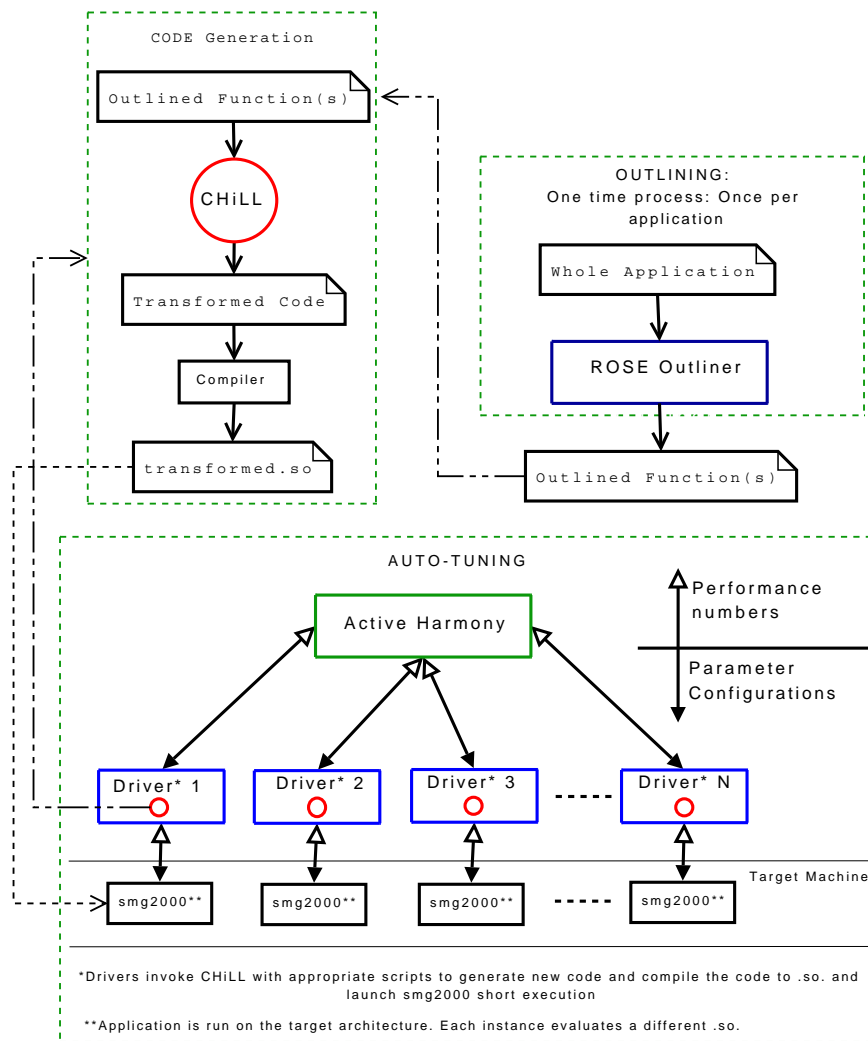 CODE Generation
Outlined Function(s)
CHiLL
Transformed Code
Compiler
transformed.so
OUTLINING:
One time process: Once per
application
Whole Application
ROSE Outliner
Outlined Function(s)
AUTO-TUNING
Active Harmony
Performance
numbers
Parameter
Configurations
Driver* 1
Driver* 2
Driver* 3
Driver* N
Target Machine
smg2000**
smg2000**
smg2000**
smg2000**
*Drivers invoke CHiLL with appropriate scripts to generate new code and compile the code to .so. and
launch smg2000 short execution
**Application is run on the target architecture. Each instance evaluates a different .so.